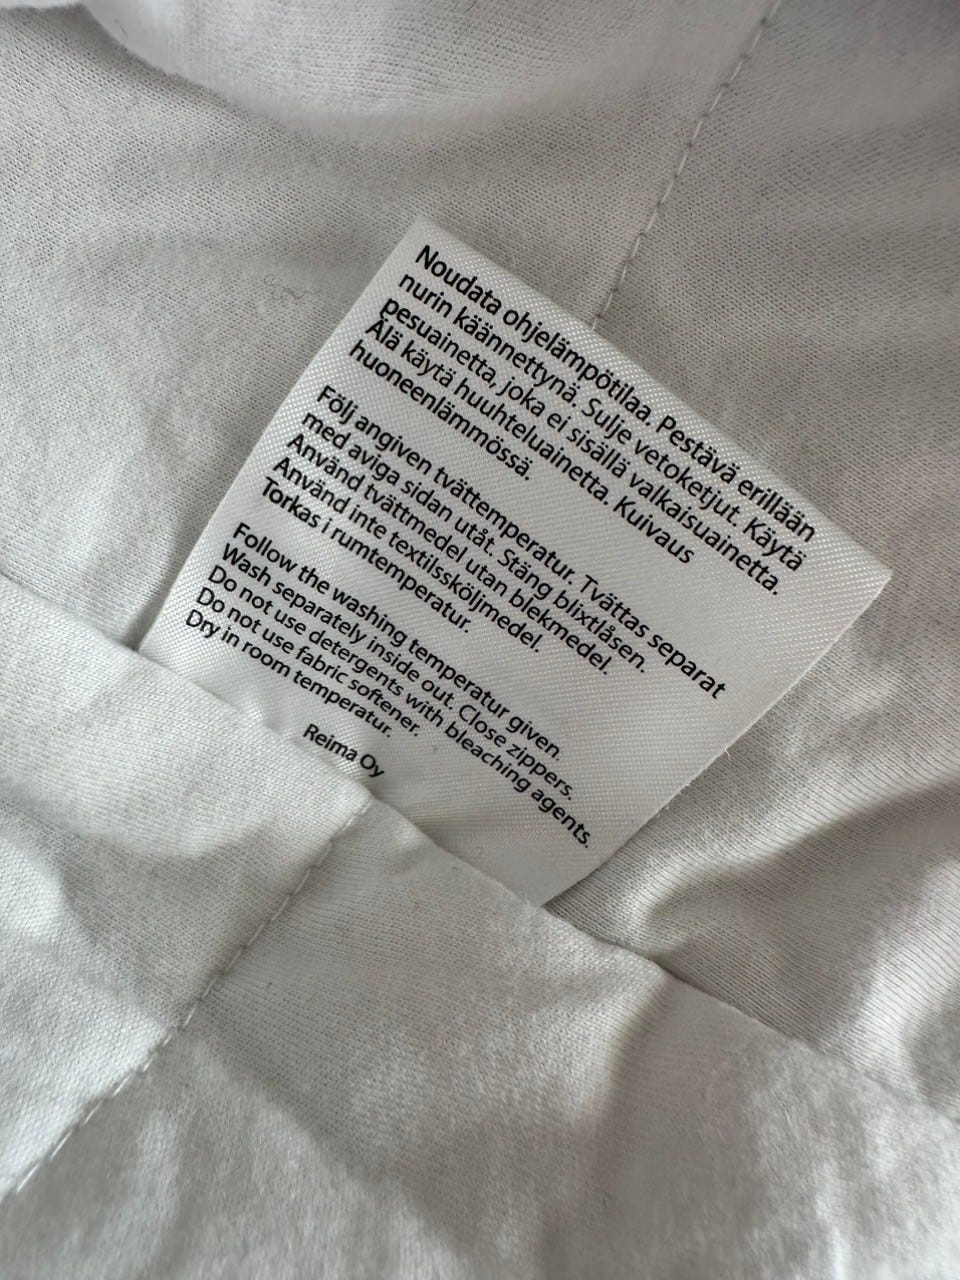 Noudata ohjelämpötilaa. Pestävä erillään
nurin käännettynä. Sulje vetoketjut. Käytä
pesuainetta, joka ei sisällä valkaisuainetta.
Älä käytä huuhteluainetta. Kuivaus
huoneenlämmössä.
Följ angiven tvättemperatur. Tvättas separat
med aviga sidan utåt. Stäng blixtlåsen.
Använd tvättmedel utan blekmedel.
Använd inte textilssköljmedel.
Torkas i rumtemperatur.
Follow the washing temperatur given.
Wash separately inside out. Close zippers.
Do not use detergents with bleaching agents.
Do not use fabric softener.
Dry in room temperatur.
Reima Oy